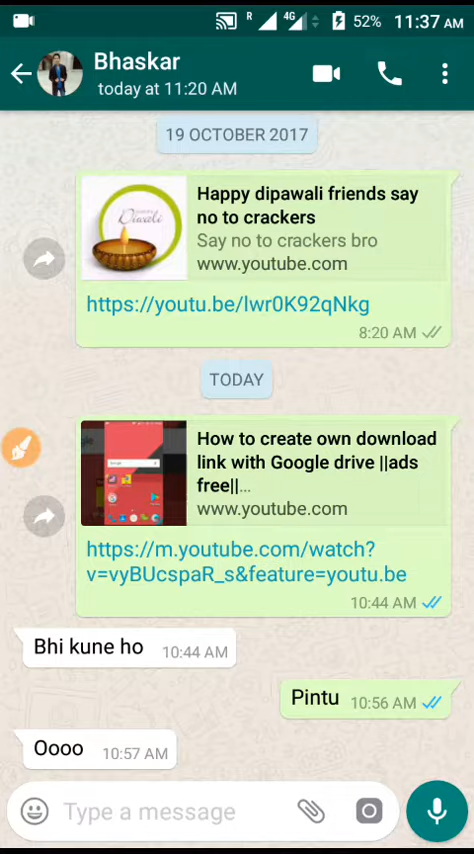 R 4G 52% 11:37 AM
Bhaskar
today at 11:20 AM
19 OCTOBER 2017
Diwali
Happy dipawali friends say
no to crackers
Say no to crackers bro
www.youtube.com
https://youtu.be/lwr0K92qNkg
8:20 AM
TODAY
How to create own download
link with Google drive ||ads
free||...
www.youtube.com
https://m.youtube.com/watch?
v=vyBUcspaR_s&feature=youtu.be
10:44 AM
Bhi kune ho 10:44 AM
Pintu 10:56 AM
Oooo 10:57 AM
Type a message